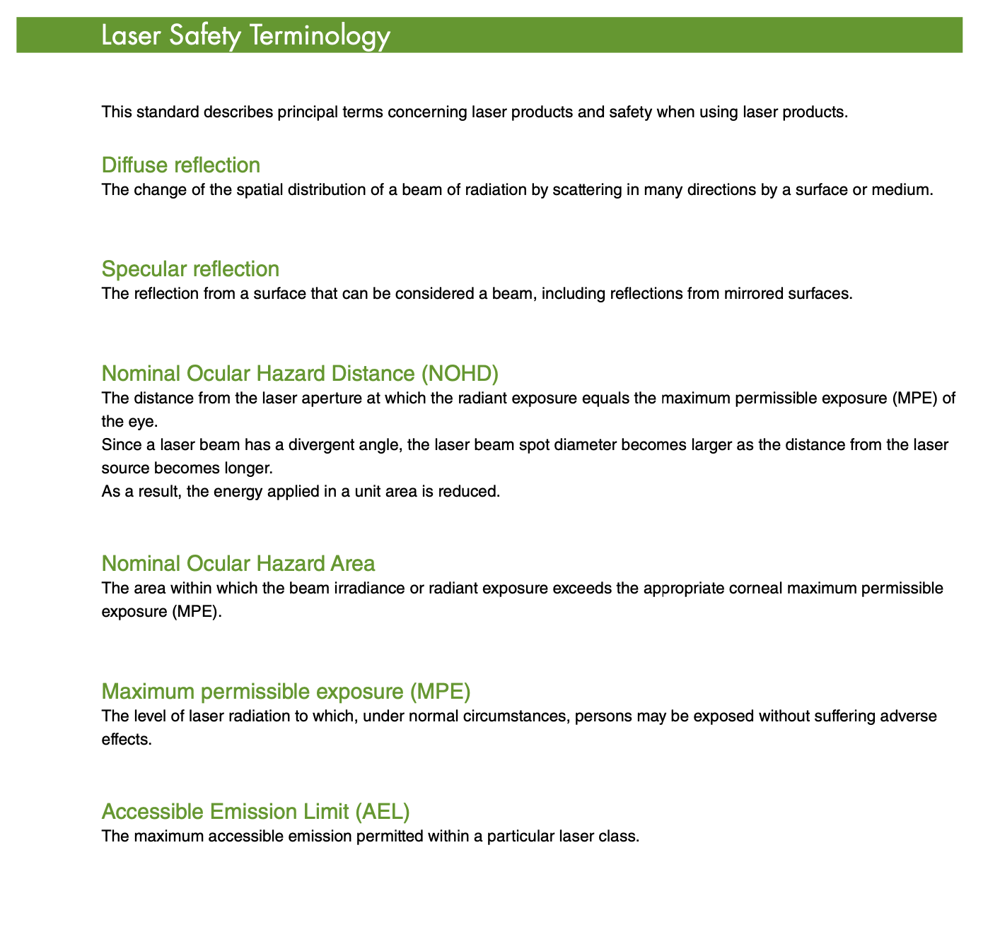 Laser Safety Terminology
This standard describes principal terms concerning laser products and safety when using laser products.
Diffuse reflection
The change of the spatial distribution of a beam of radiation by scattering in many directions by a surface or medium.
Specular reflection
The reflection from a surface that can be considered a beam, including reflections from mirrored surfaces.
Nominal Ocular Hazard Distance (NOHD)
The distance from the laser aperture at which the radiant exposure equals the maximum permissible exposure (MPE) of
the eye.
Since a laser beam has a divergent angle, the laser beam spot diameter becomes larger as the distance from the laser
source becomes longer.
As a result, the energy applied in a unit area is reduced.
Nominal Ocular Hazard Area
The area within which the beam irradiance or radiant exposure exceeds the appropriate corneal maximum permissible
exposure (MPE).
Maximum permissible exposure (MPE)
The level of laser radiation to which, under normal circumstances, persons may be exposed without suffering adverse
effects.
Accessible Emission Limit (AEL)
The maximum accessible emission permitted within a particular laser class.